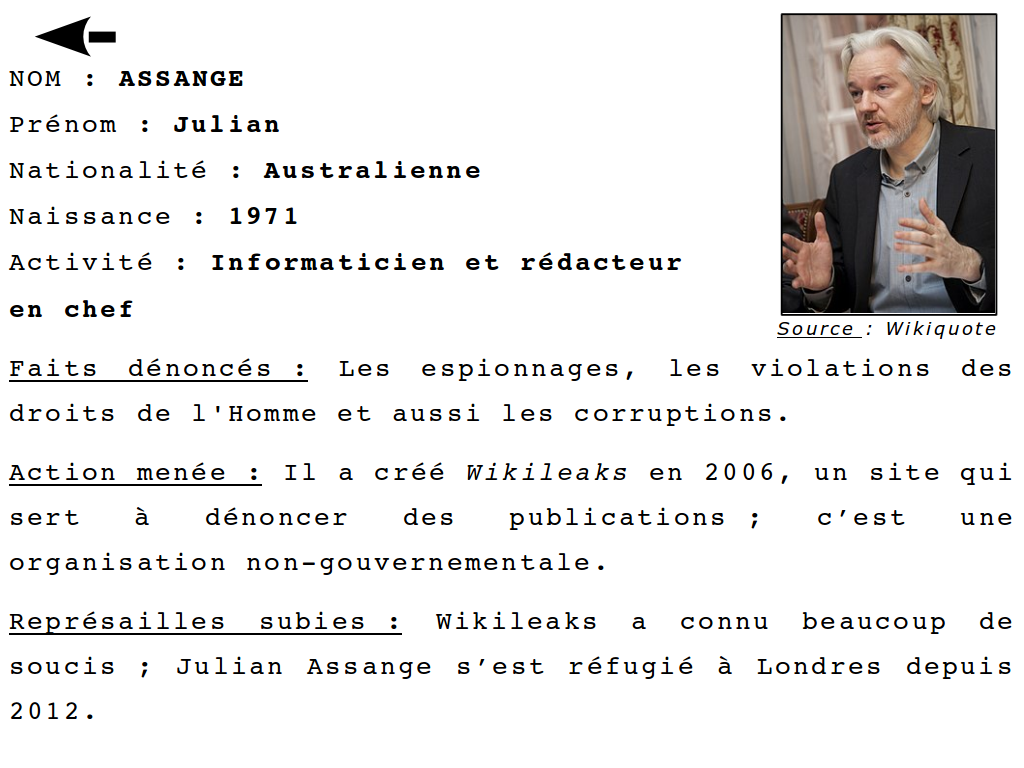 NOM : ASSANGE
Prénom : Julian
Nationalité : Australienne
Naissance : 1971
Activité : Informaticien et rédacteur
en chef
Source : Wikiquote
Faits dénoncés : Les espionnages, les violations des
droits de l'Homme et aussi les corruptions.
Action menée : Il a créé Wikileaks en 2006, un site qui
sert à dénoncer des publications ; c’est une
organisation non-gouvernementale.
Représailles subies : Wikileaks a connu beaucoup de
soucis ; Julian Assange s’est réfugié à Londres depuis
2012.